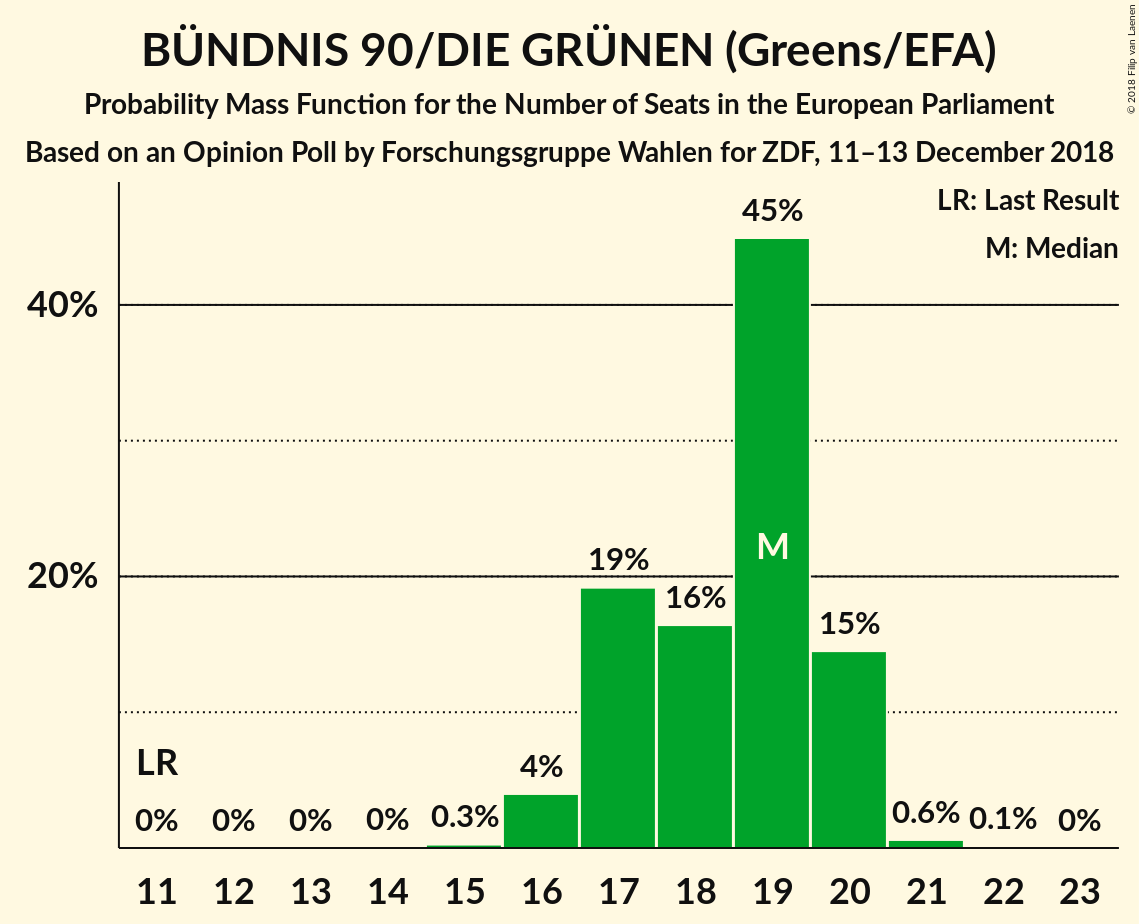 BÜNDNIS 90/DIE GRÜNEN (Greens/EFA)
Probability Mass Function for the Number of Seats in the European Parliament
Based on an Opinion Poll by Forschungsgruppe Wahlen for ZDF, 11–13 December 2018
© 2018 Filip van Laenen
LR: Last Result
M: Median
45%
40%
M
19%
20%
16%
15%
LR
4%
0% 0% 0% 0% 0.3% 0.6% 0.1% 0%
11 12 13 14 15 16 17 18 19 20 21 22 23